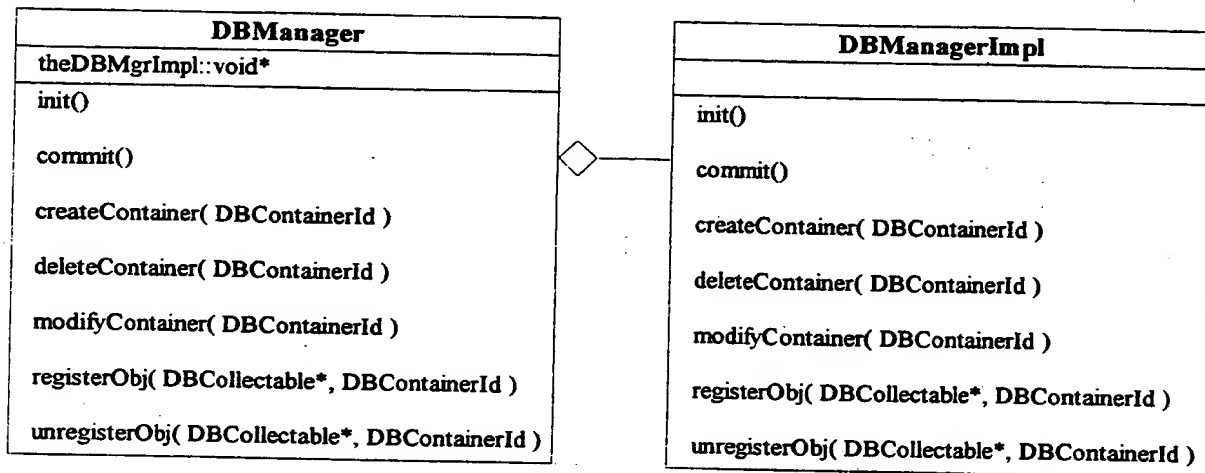 DBManager
theDBMgrImpl::void*
init()
commit()
createContainer( DBContainerId )
deleteContainer( DBContainerId )
modifyContainer( DBContainerId )
registerObj( DBCollectable*, DBContainerId )
unregisterObj( DBCollectable*, DBContainerId )
DBManagerImpl
init()
commit()
createContainer( DBContainerId )
deleteContainer( DBContainerId )
modifyContainer( DBContainerId )
registerObj( DBCollectable*, DBContainerId )
unregisterObj( DBCollectable*, DBContainerId )